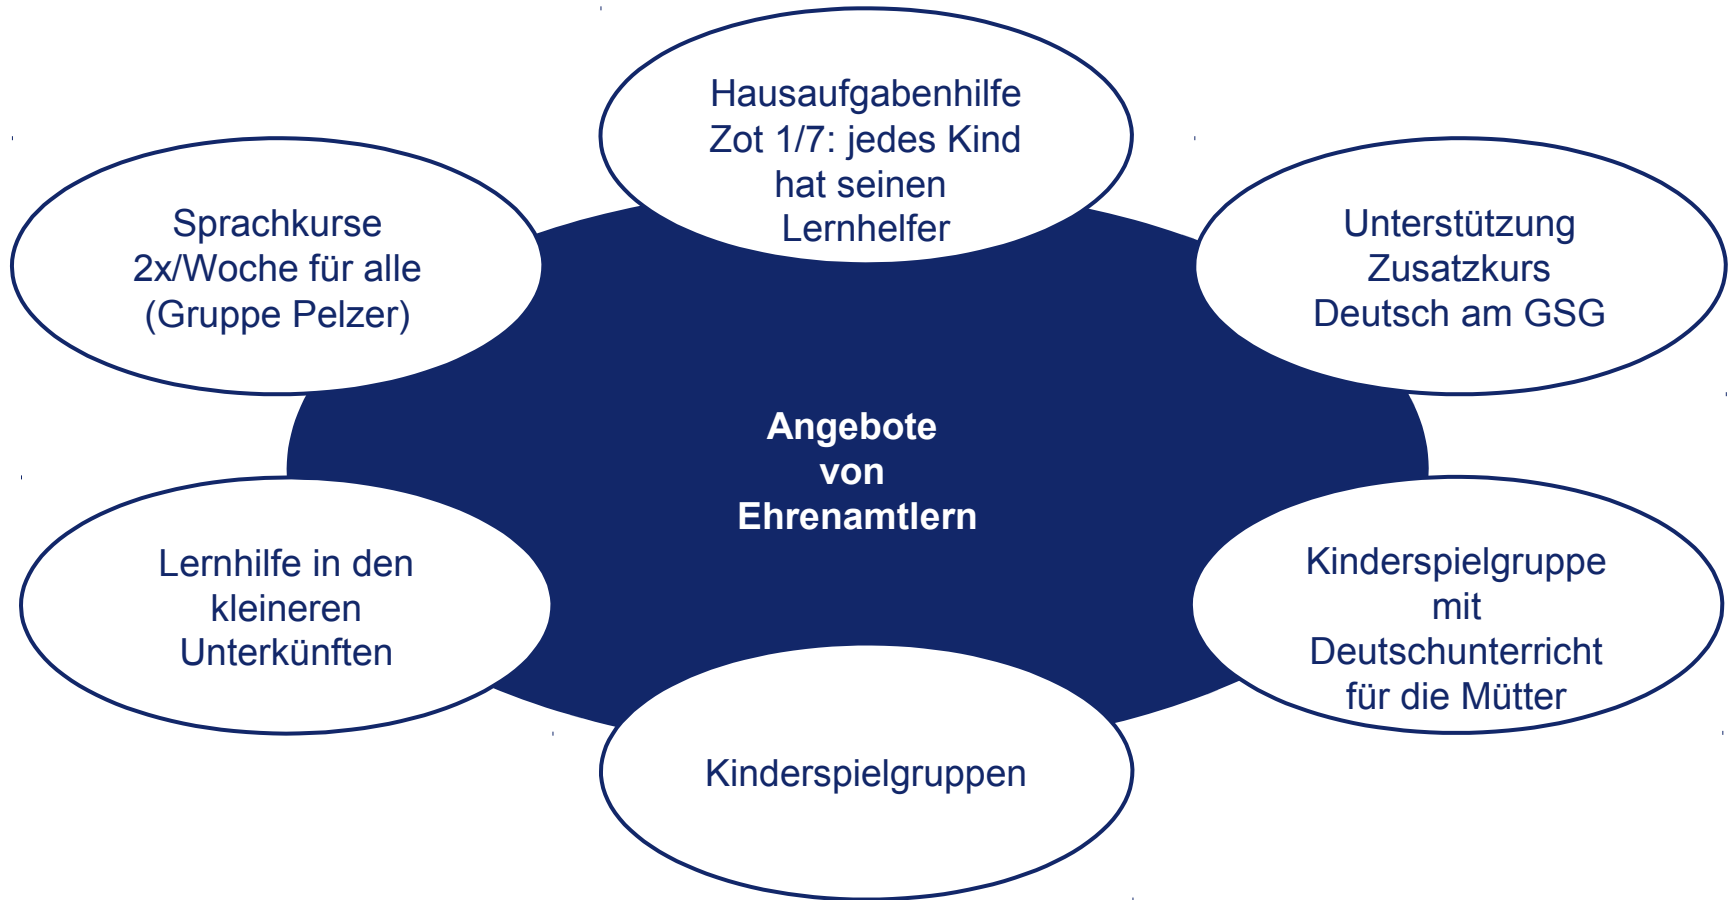 Hausaufgabenhilfe
Zot 1/7: jedes Kind
hat seinen
Lernhelfer
Sprachkurse
2x/Woche für alle
(Gruppe Pelzer)
Unterstützung
Zusatzkurs
Deutsch am GSG
Angebote
von
Ehrenamtlern
Lernhilfe in den
kleineren
Unterkünften
Kinderspielgruppe
mit
Deutschunterricht
für die Mütter
Kinderspielgruppen